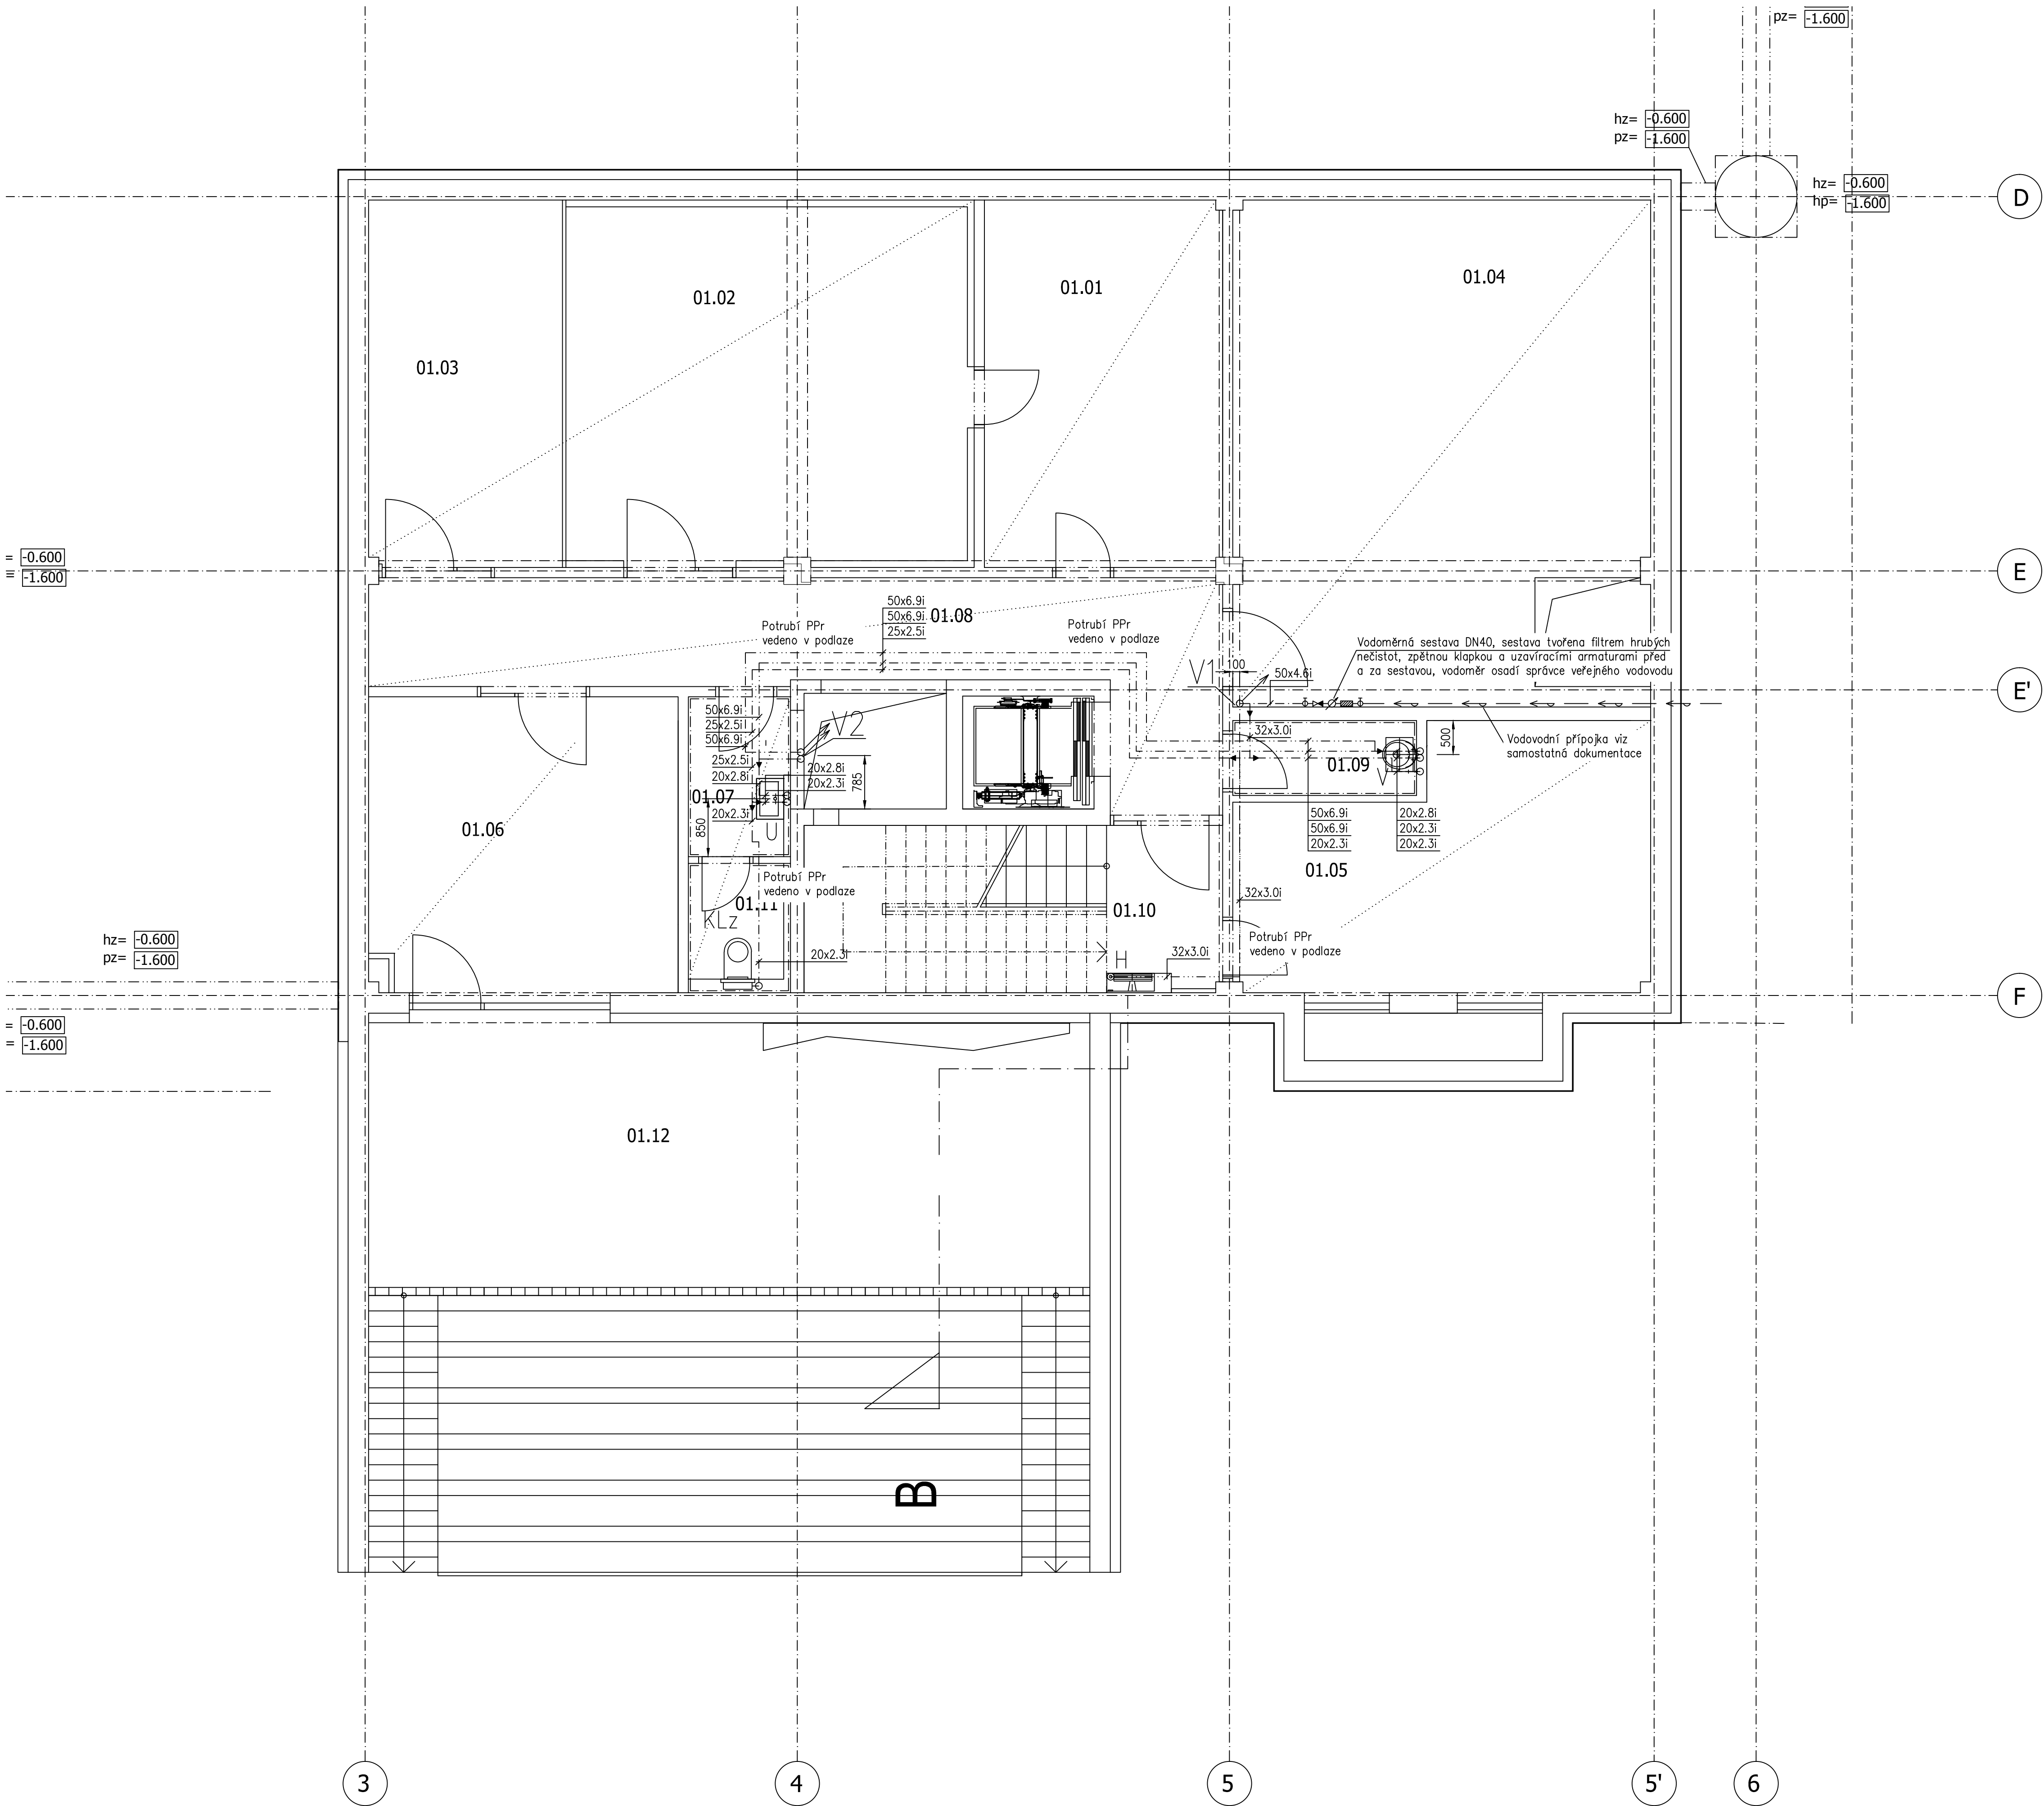 pz= -1.600
hz= -0.600
pz= -1.600
hz= -0.600
hp= -1.600
D
01.02
01.01
01.04
01.03
= -0.600
= -1.600
E
50x6.9i
50x6.9i
25x2.5i
01.08
Potrubí PPr
vedeno v podlaze
Potrubí PPr
vedeno v podlaze
Vodoměrná sestava DN40, sestava tvořena filtrem hrubých
nečistot, zpětnou klapkou a uzavíracími armaturami před
a za sestavou, vodoměr osadí správce veřejného vodovodu
V1
100
50x4.6i
E'
50x6.9i
25x2.5i
50x6.9i
25x2.5i
20x2.8i
20x2.3i
V2
20x2.8i
20x2.3i
785
32x3.0i
500
Vodovodní přípojka viz
samostatná dokumentace
01.09
V
01.07
U
850
01.06
50x6.9i
50x6.9i
20x2.3i
20x2.8i
20x2.3i
20x2.3i
01.05
Potrubí PPr
vedeno v podlaze
01.11
KLz
32x3.0i
01.10
hz= -0.600
pz= -1.600
20x2.3i
H
32x3.0i
Potrubí PPr
vedeno v podlaze
F
= -0.600
= -1.600
01.12
B
3
4
5
5'
6